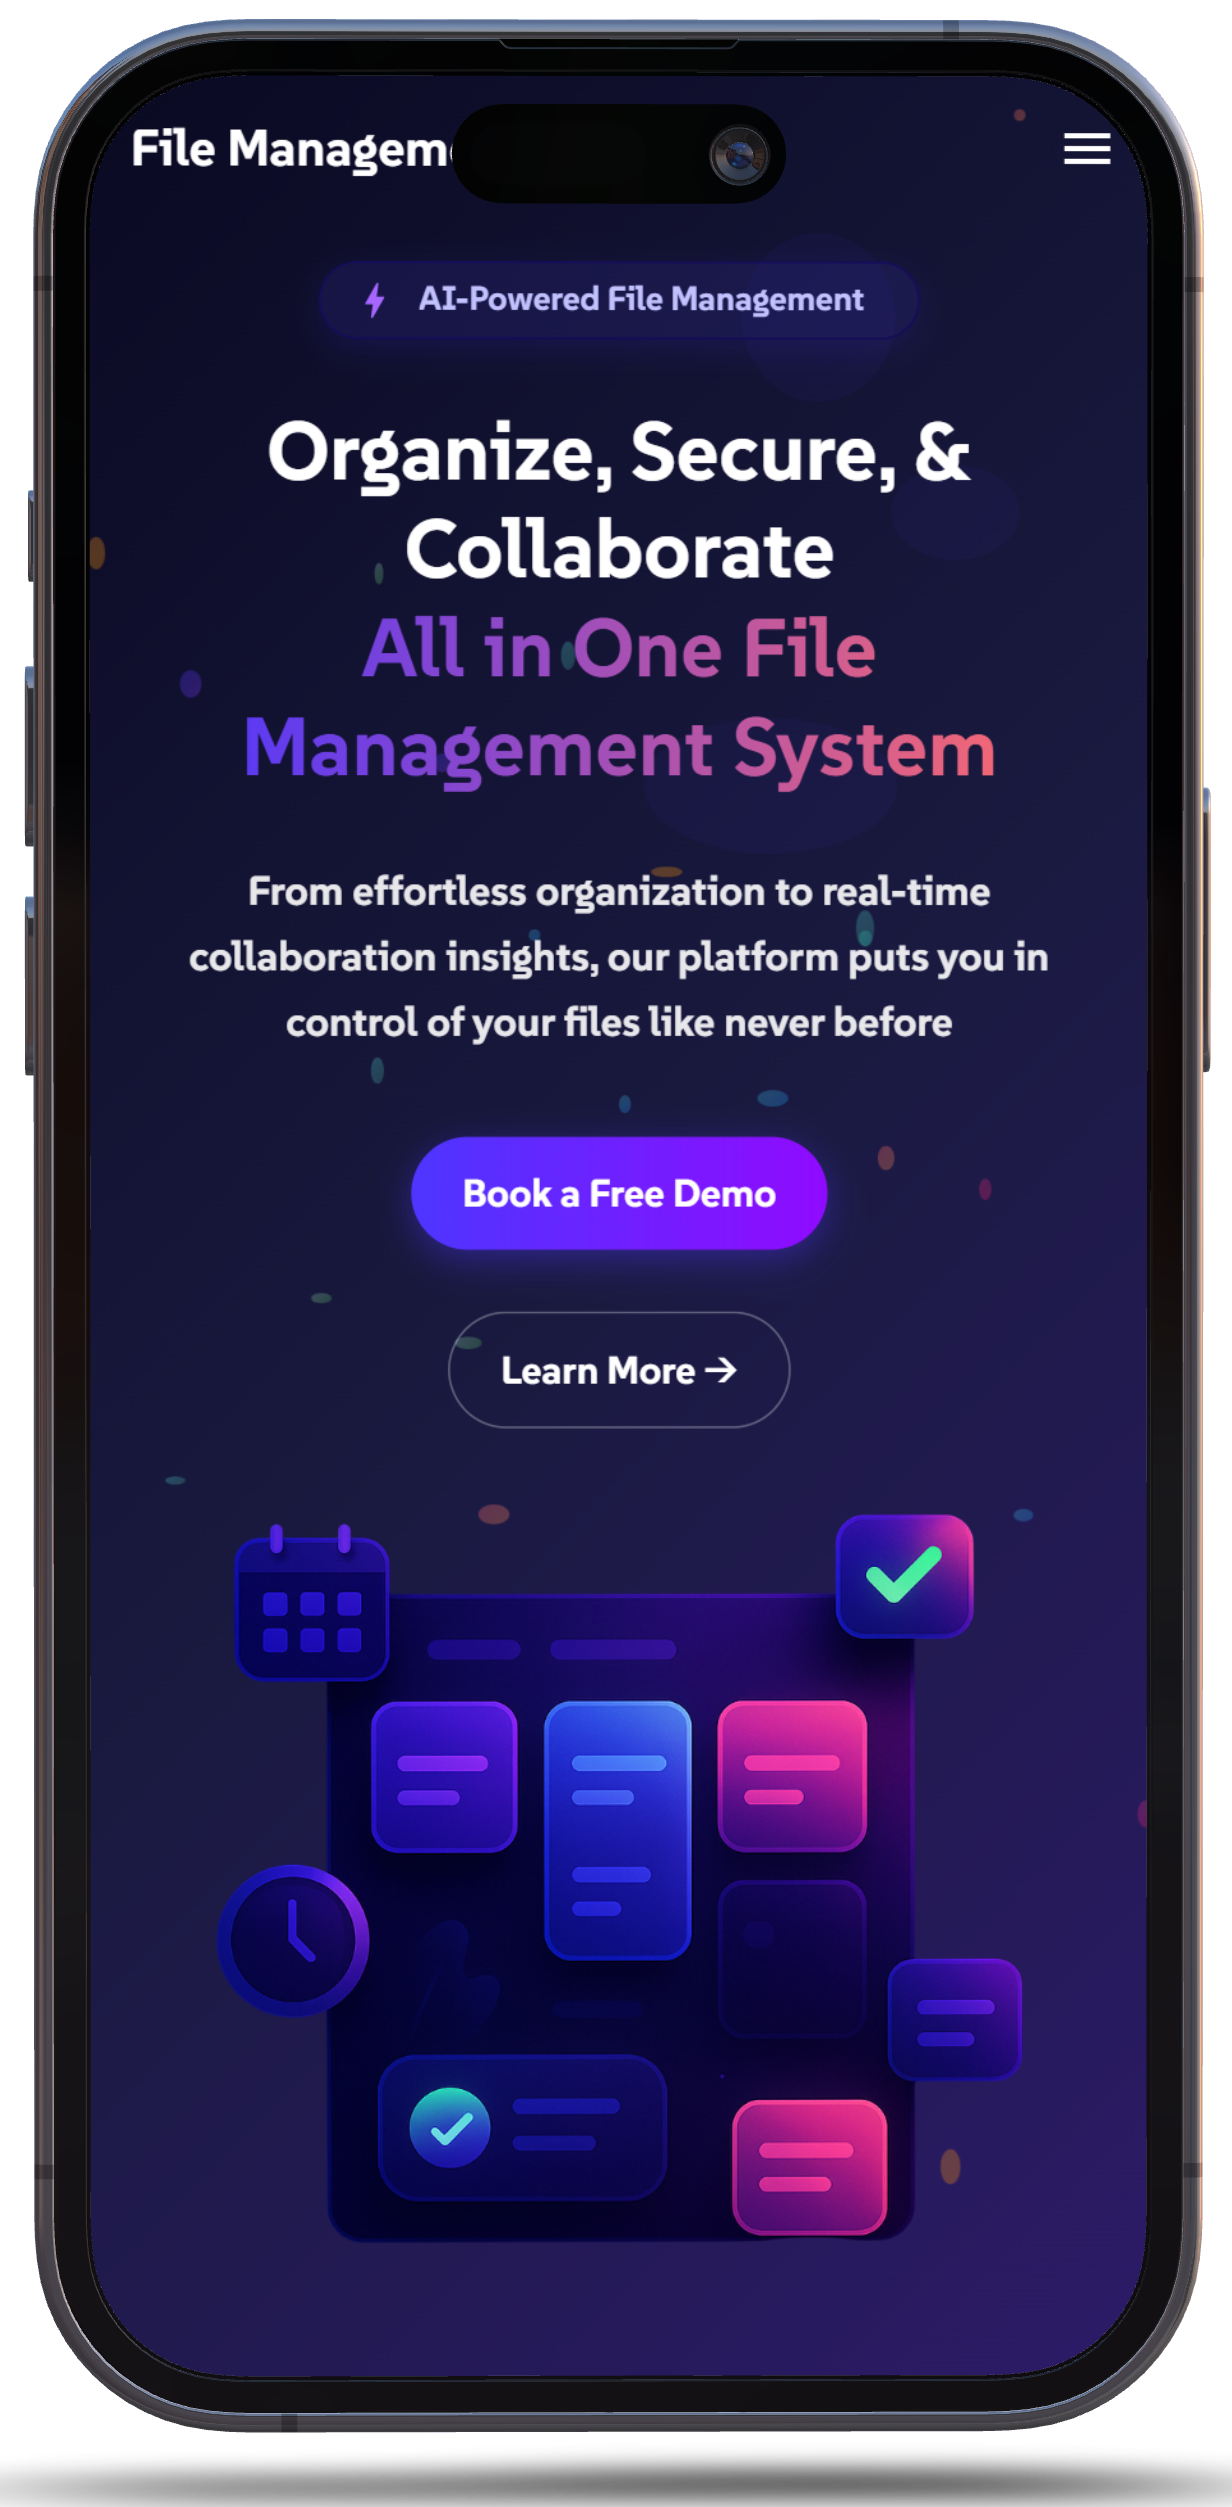 File Managem
AI-Powered File Management
Organize, Secure, &
Collaborate
All in One File
Management System
From effortless organization to real-time
collaboration insights, our platform puts you in
control of your files like never before
Book a Free Demo
Learn More →